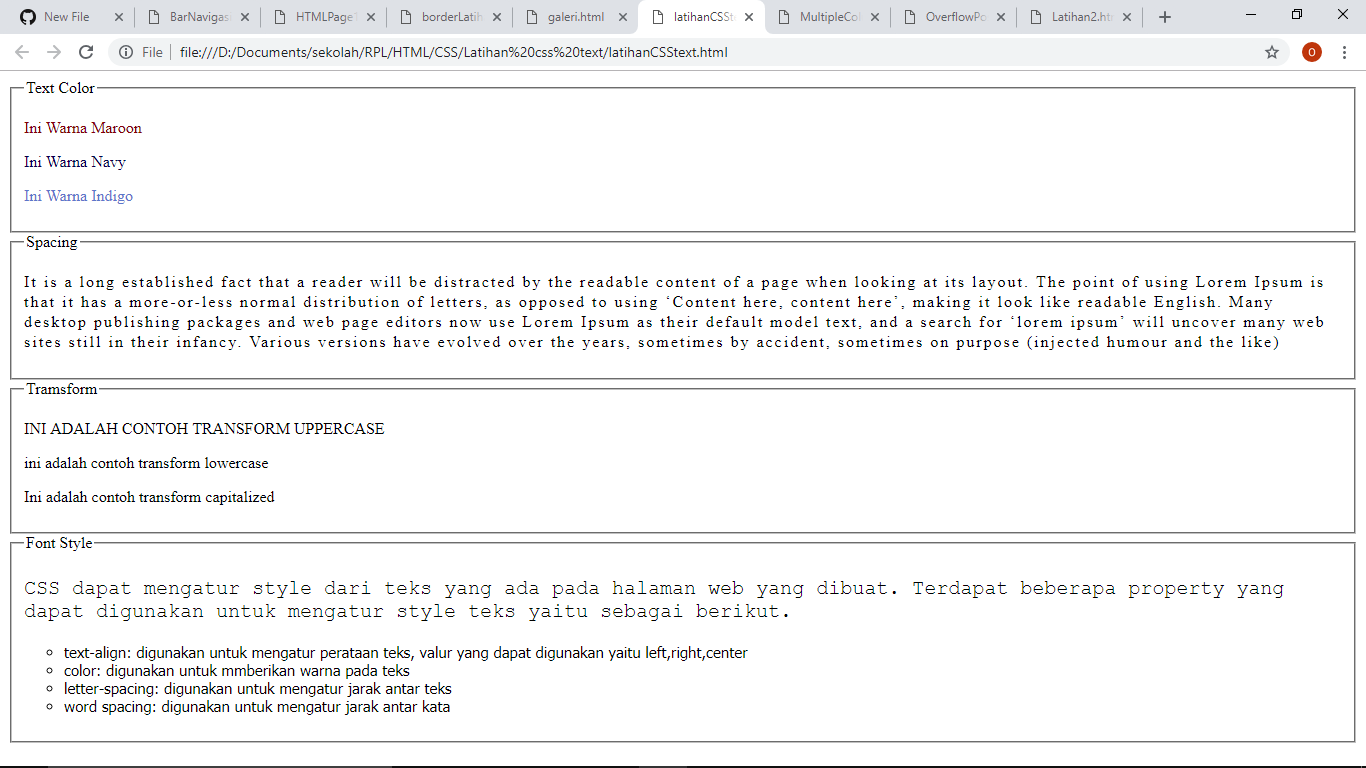 New File
BarNavigas
HTMLPage1
borderLatih
galeri.html
latihanCSSt
MultipleCol
OverflowPo
Latihan2.ht
File
file:///D:/Documents/sekolah/RPL/HTML/CSS/Latihan%20css%20text/latihanCSStext.html
O
Text Color
Ini Warna Maroon
Ini Warna Navy
Ini Warna Indigo
Spacing
It is a long established fact that a reader will be distracted by the readable content of a page when looking at its layout. The point of using Lorem Ipsum is
that it has a more-or-less normal distribution of letters, as opposed to using ‘Content here, content here’, making it look like readable English. Many
desktop publishing packages and web page editors now use Lorem Ipsum as their default model text, and a search for ‘lorem ipsum’ will uncover many web
sites still in their infancy. Various versions have evolved over the years, sometimes by accident, sometimes on purpose (injected humour and the like)
Tramsform
INI ADALAH CONTOH TRANSFORM UPPERCASE
ini adalah contoh transform lowercase
Ini adalah contoh transform capitalized
Font Style
CSS dapat mengatur style dari teks yang ada pada halaman web yang dibuat. Terdapat beberapa property yang
dapat digunakan untuk mengatur style teks yaitu sebagai berikut.
text-align: digunakan untuk mengatur perataan teks, valur yang dapat digunakan yaitu left,right,center
color: digunakan untuk mmberikan warna pada teks
letter-spacing: digunakan untuk mengatur jarak antar teks
word spacing: digunakan untuk mengatur jarak antar kata